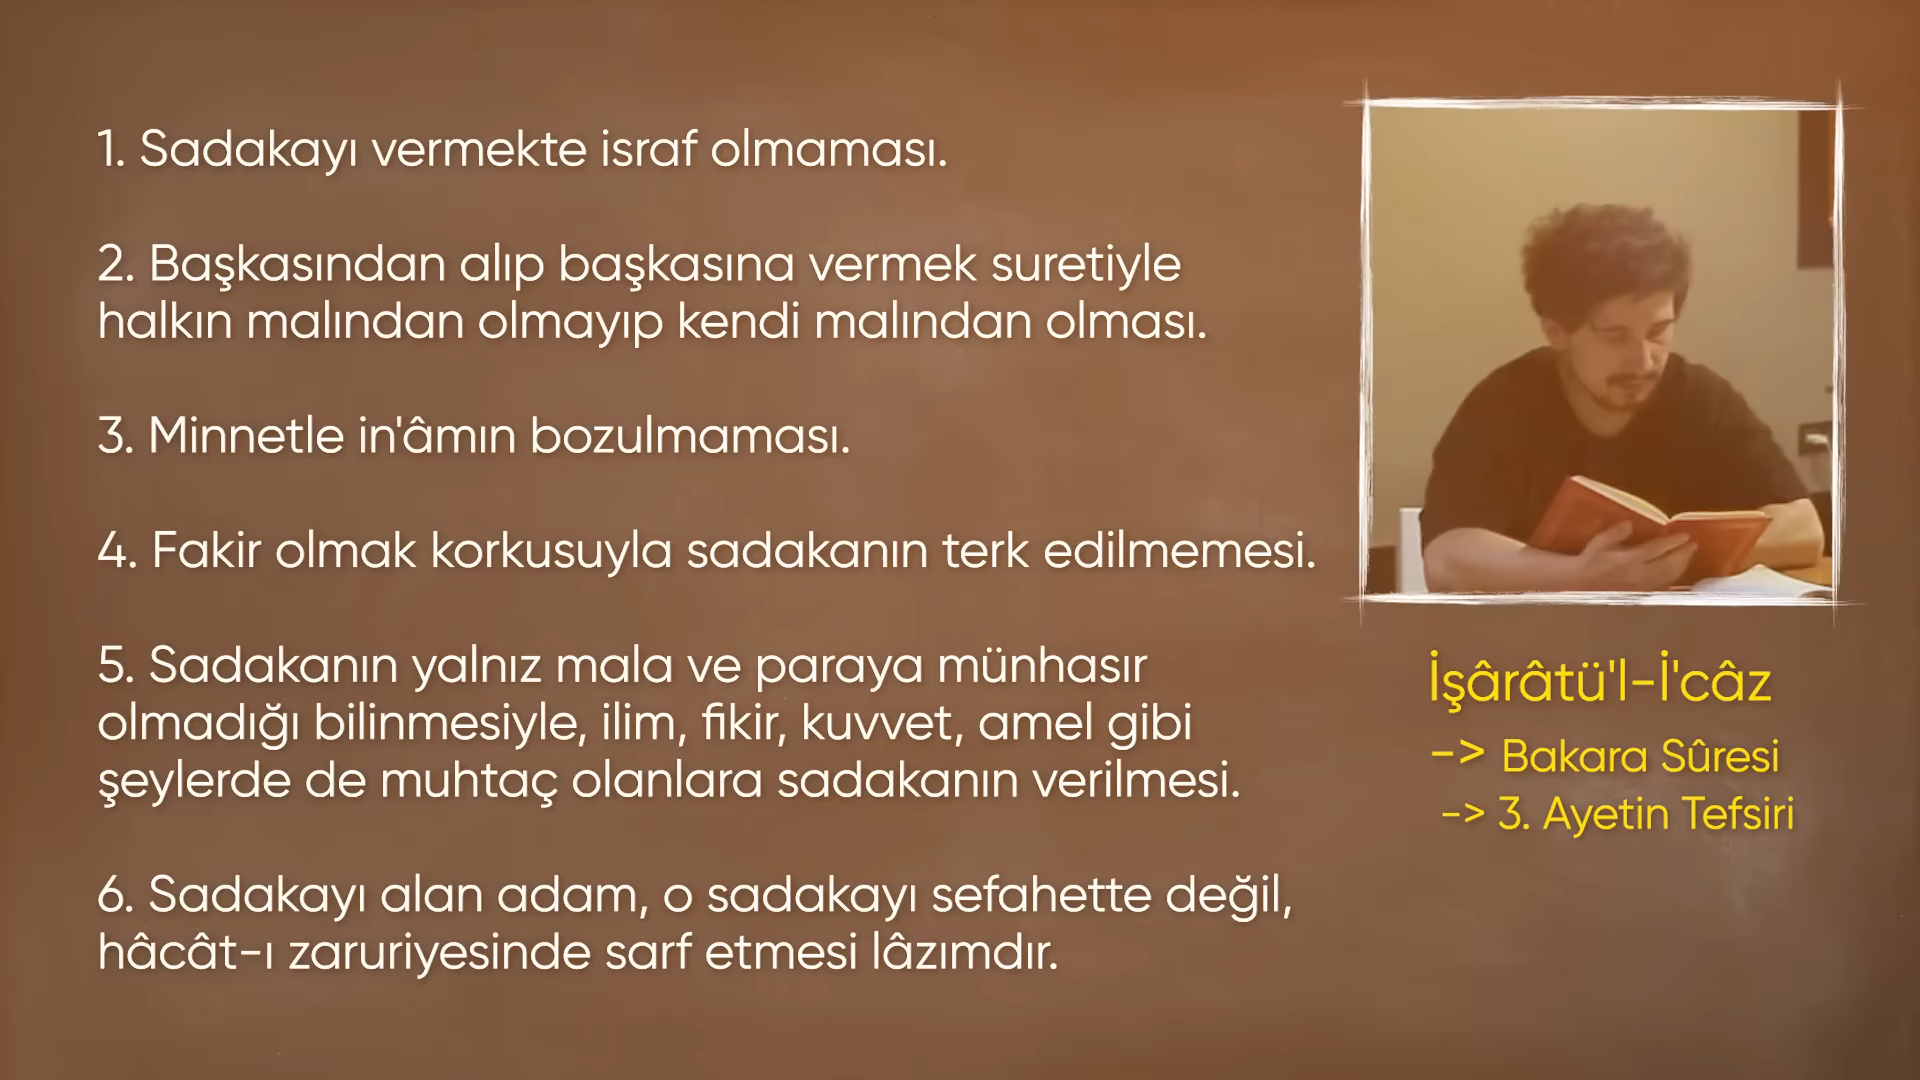 1. Sadakayı vermekte israf olmaması.
2. Başkasından alıp başkasına vermek suretiyle
halkın malından olmayıp kendi malından olması.
3. Minnetle in'âmın bozulmaması.
4. Fakir olmak korkusuyla sadakanın terk edilmemesi.
5. Sadakanın yalnız mala ve paraya münhasır
olmadığı bilinmesiyle, ilim, fikir, kuvvet, amel gibi
şeylerde de muhtaç olanlara sadakanın verilmesi.
6. Sadakayı alan adam, o sadakayı sefahette değil,
hâcât-ı zaruriyesinde sarf etmesi lâzımdır.
İşârâtü'l-İ'câz
-> Bakara Sûresi
-> 3. Ayetin Tefsiri